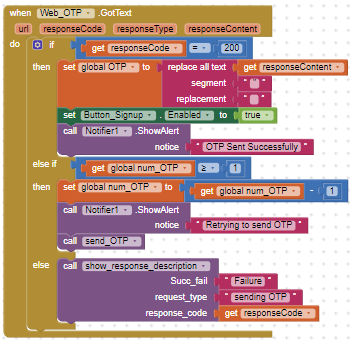 when Web_OTP .GotText
url responseCode responseType responseContent
do if get responseCode = 200
then set global OTP to replace all text get responseContent
segment " " "
replacement " "
set Button_Signup . Enabled to true
call Notifier1 .ShowAlert
notice " OTP Sent Successfully "
else if get global num_OTP ≥ 1
then set global num_OTP to get global num_OTP - 1
call Notifier1 .ShowAlert
notice " Retrying to send OTP "
call send_OTP
else call show_response_description
Succ_fail " Failure "
request_type " sending OTP "
response_code get responseCode